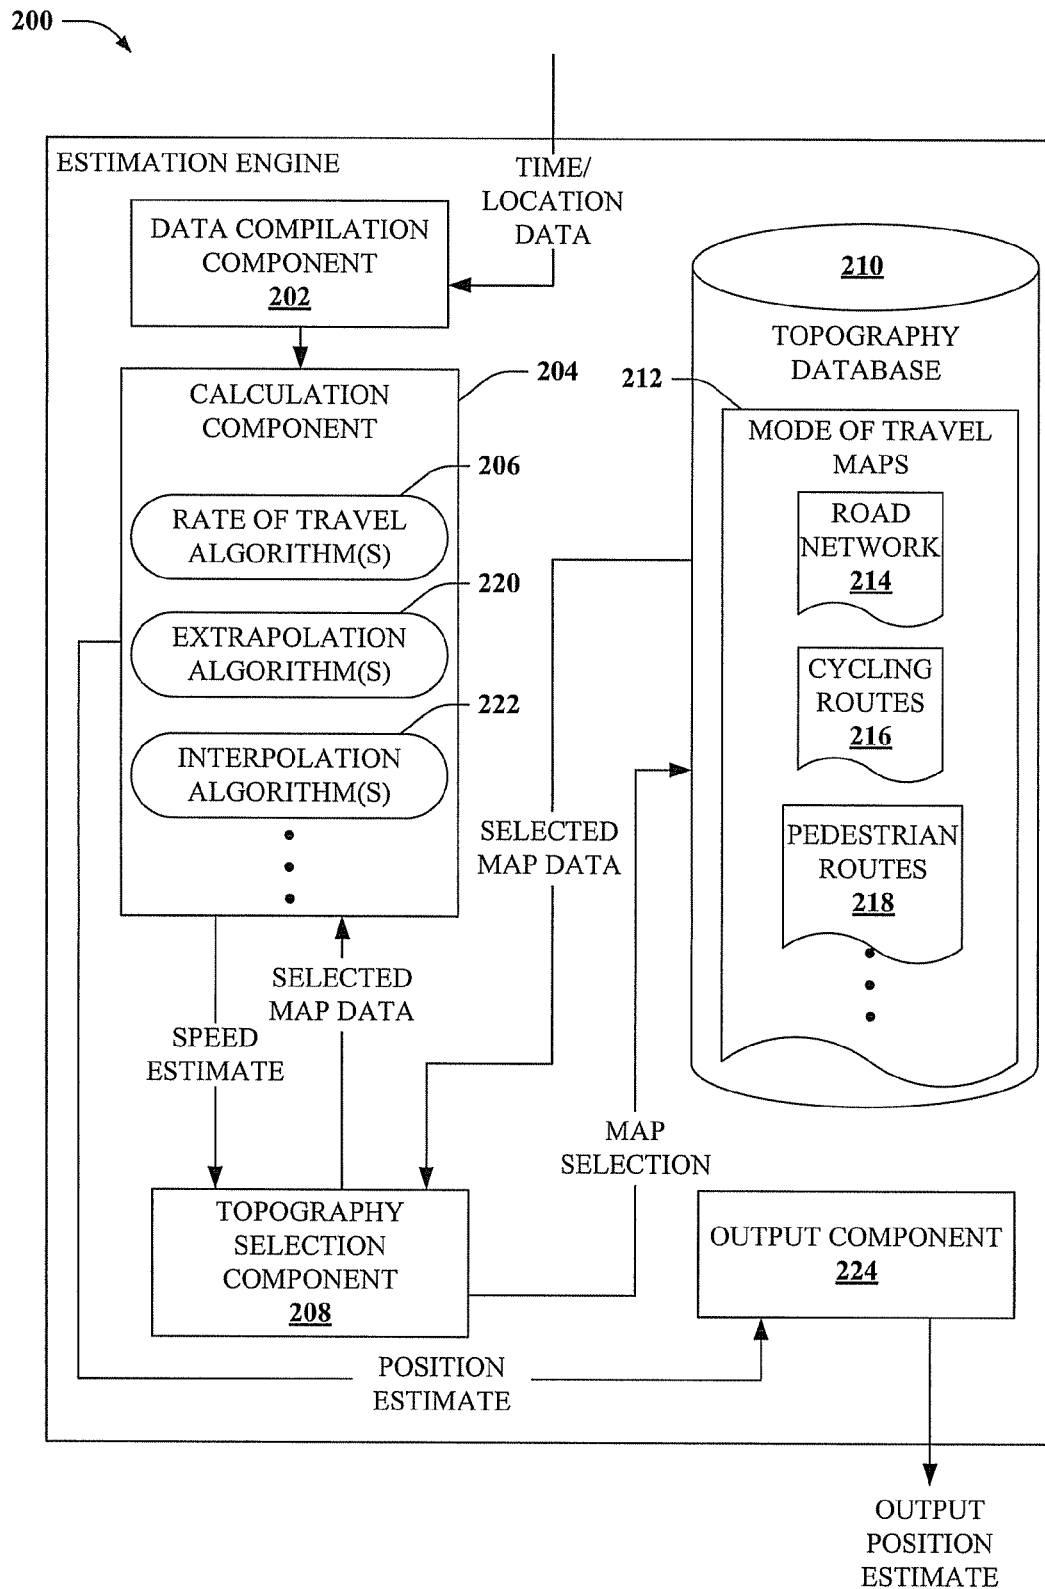 200
ESTIMATION ENGINE
TIME/
LOCATION
DATA
DATA COMPILATION
COMPONENT
202
210
TOPOGRAPHY
DATABASE
CALCULATION
COMPONENT
204
212
MODE OF TRAVEL
MAPS
206
RATE OF TRAVEL
ALGORITHM(S)
ROAD
NETWORK
214
220
EXTRAPOLATION
ALGORITHM(S)
CYCLING
ROUTES
216
222
INTERPOLATION
ALGORITHM(S)
SELECTED
MAP DATA
PEDESTRIAN
ROUTES
218
SELECTED
MAP DATA
SPEED
ESTIMATE
MAP
SELECTION
TOPOGRAPHY
SELECTION
COMPONENT
208
OUTPUT COMPONENT
224
POSITION
ESTIMATE
OUTPUT
POSITION
ESTIMATE